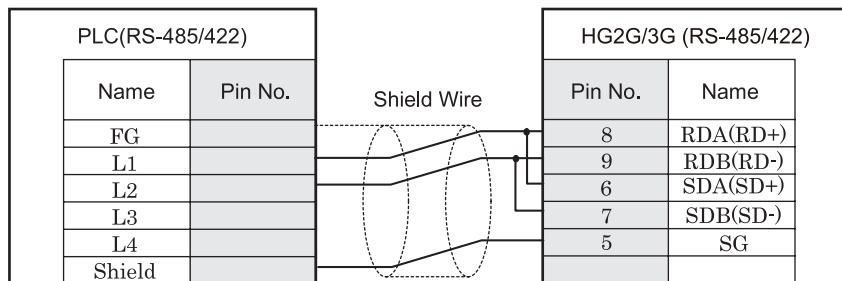 PLC(RS-485/422)
HG2G/3G (RS-485/422)
Name Pin No.
Shield Wire
Pin No. Name
FG
8 RDA(RD+)
L1
9 RDB(RD-)
L2
6 SDA(SD+)
L3
7 SDB(SD-)
L4
5 SG
Shield